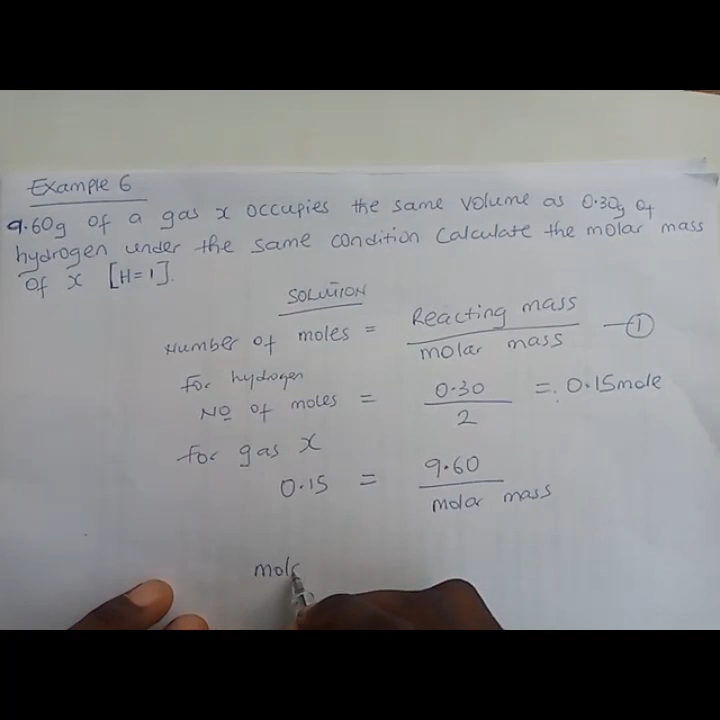 Example 6
9.60g of a gas x occupies the same volume as 0.30g of
hydrogen under the same condition Calculate the molar mass
of x [H=1].
SOLUTION
Number of moles = Reacting mass / molar mass —①
for hydrogen
No of moles = 0.30 / 2 = 0.15mole
for gas x
0.15 = 9.60 / molar mass
mol